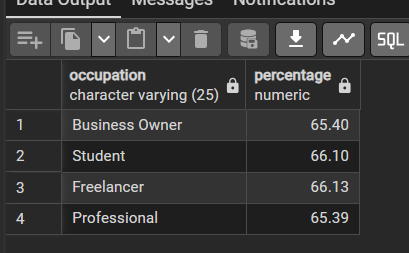 Data Output Messages Notifications
SQL
occupation percentage
character varying (25) numeric
1 Business Owner 65.40
2 Student 66.10
3 Freelancer 66.13
4 Professional 65.39